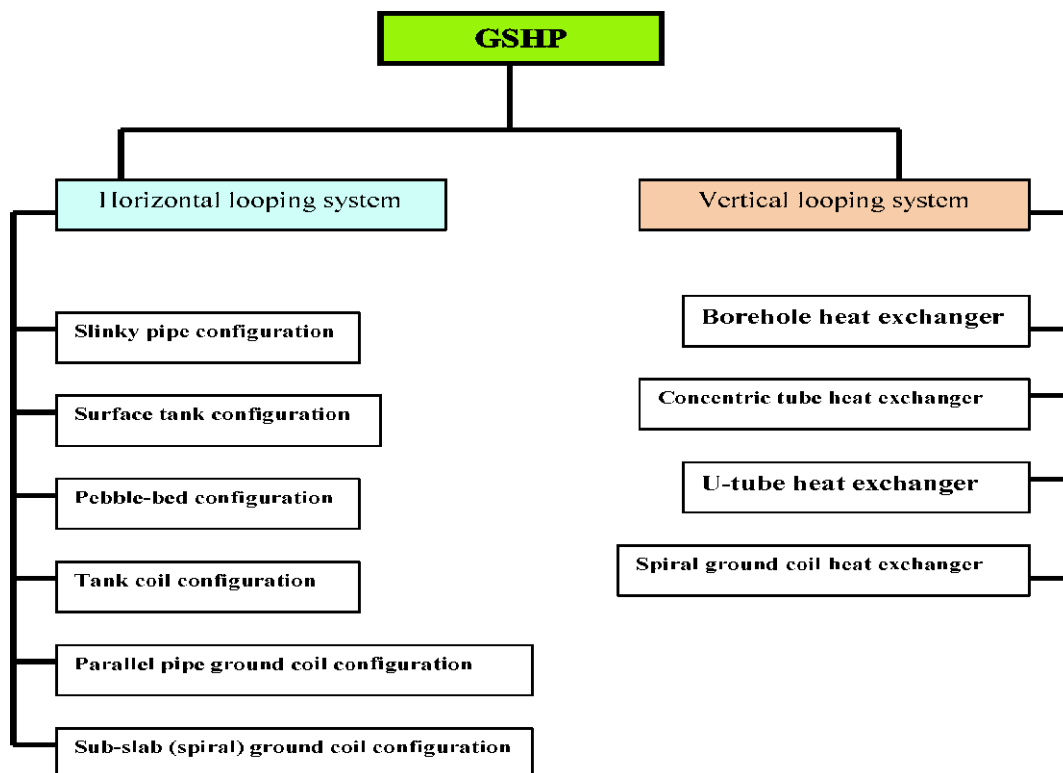 GSHP
Horizontal looping system
Vertical looping system
Slinky pipe configuration
Surface tank configuration
Pebble-bed configuration
Tank coil configuration
Parallel pipe ground coil configuration
Sub-slab (spiral) ground coil configuration
Borehole heat exchanger
Concentric tube heat exchanger
U-tube heat exchanger
Spiral ground coil heat exchanger